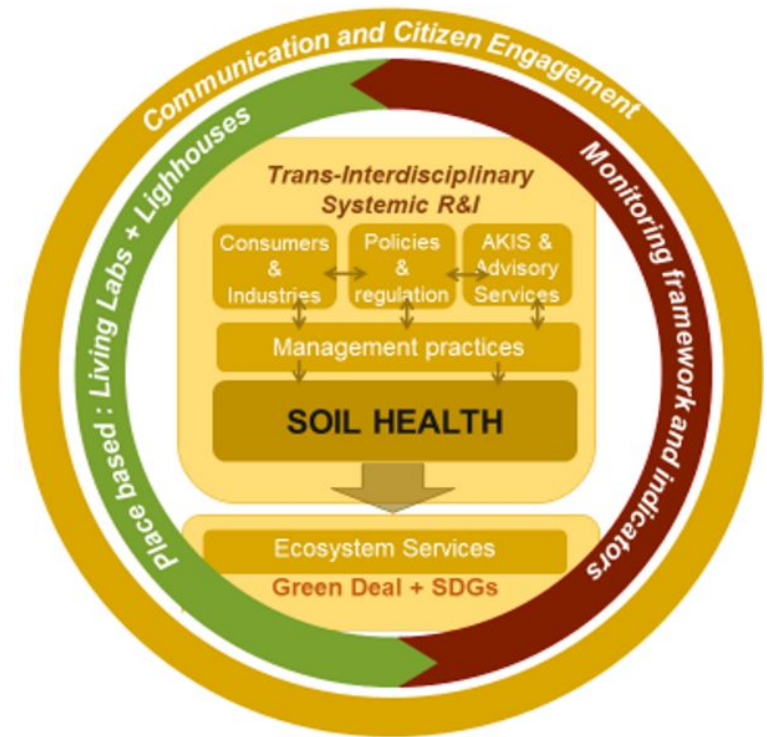 Communication and Citizen Engagement
Place based : Living Labs + Lighhouses
Monitoring framework and indicators
Trans-Interdisciplinary
Systemic R&I
Consumers
&
Industries
Policies
&
regulation
AKIS &
Advisory
Services
Management practices
SOIL HEALTH
Ecosystem Services
Green Deal + SDGs